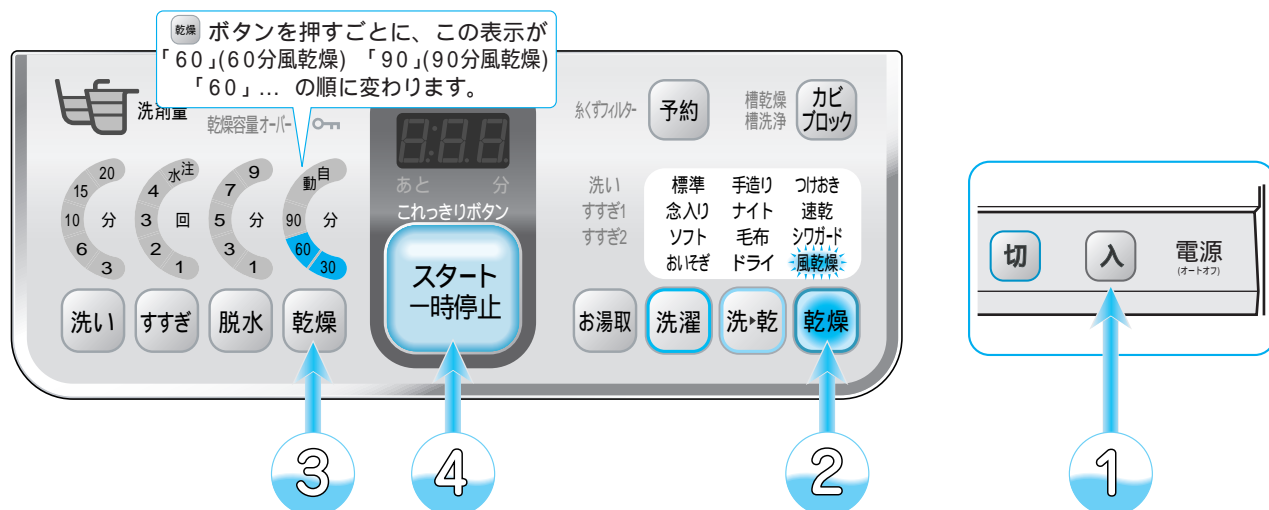 乾燥 ボタンを押すごとに、この表示が
「60」(60分風乾燥) 「90」(90分風乾燥)
「60」... の順に変わります。
洗剤量
乾燥容量オーバー
20 15 10 6 3 分
注水 4 3 2 1 回
9 7 5 3 1 分
自動 90 60 30 分
洗い
すすぎ
脱水
乾燥
8:8.8.
あと 分
これっきりボタン
スタート
一時停止
糸くずフィルター
予約
槽乾燥
槽洗浄
カビ
ブロック
洗い
すすぎ1
すすぎ2
標準 手造り つけおき
念入り ナイト 速乾
ソフト 毛布 シワガード
おいそぎ ドライ 風乾燥
お湯取
洗濯
洗▶乾
乾燥
切
入
電源
(オートオフ)
3
4
2
1